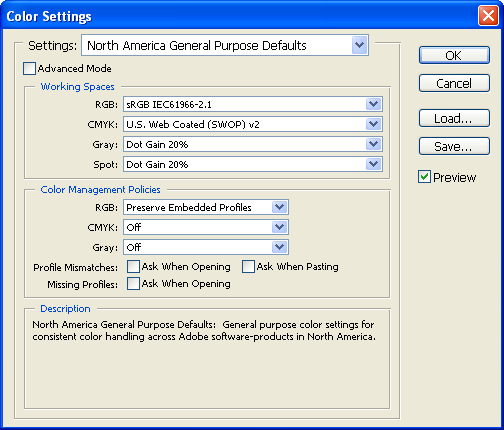 Color Settings
Settings: North America General Purpose Defaults
OK
Advanced Mode
Cancel
Working Spaces
RGB: sRGB IEC61966-2.1
CMYK: U.S. Web Coated (SWOP) v2
Load...
Gray: Dot Gain 20%
Save...
Spot: Dot Gain 20%
Preview
Color Management Policies
RGB: Preserve Embedded Profiles
CMYK: Off
Gray: Off
Profile Mismatches: Ask When Opening Ask When Pasting
Missing Profiles: Ask When Opening
Description
North America General Purpose Defaults: General purpose color settings for
consistent color handling across Adobe software-products in North America.